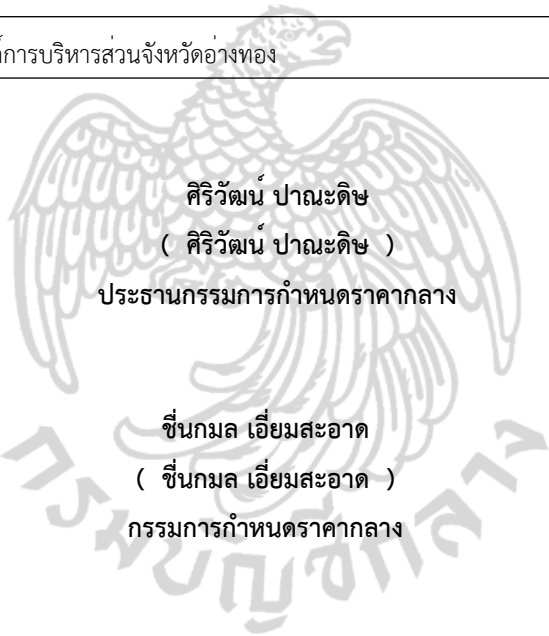 การบริหารส่วนจังหวัดอ่างทอง
ศิริวัฒน์ ปาณะดิษ
( ศิริวัฒน์ ปาณะดิษ )
ประธานกรรมการกำหนดราคากลาง
ชื่นกมล เอี่ยมสะอาด
( ชื่นกมล เอี่ยมสะอาด )
กรรมการกำหนดราคากลาง
กรมบัญชีกลาง